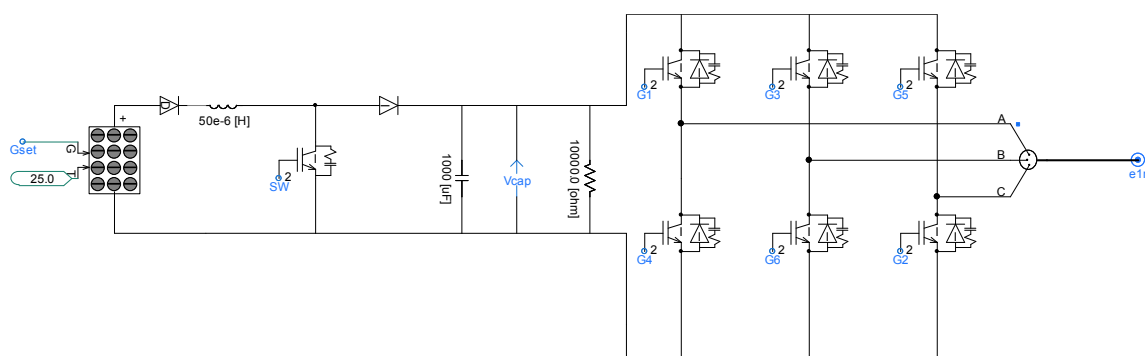 G1
2
G3
2
G5
2
+
50e-6 [H]
D
I
Gset
G
T
25.0
SW
2
1000 [uF]
Vcap
10000.0 [ohm]
A
B
C
e1r
G4
2
G6
2
G2
2